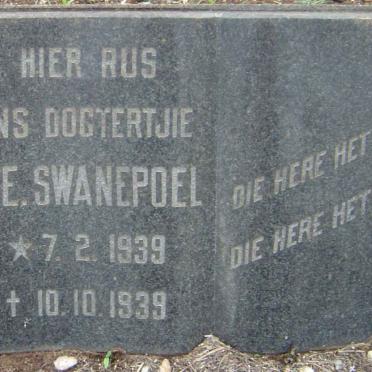 HIER RUS
NS DOGTERTJIE
E. SWANEPOEL
★ 7. 2. 1939
† 10. 10. 1939
DIE HERE HET
DIE HERE HET